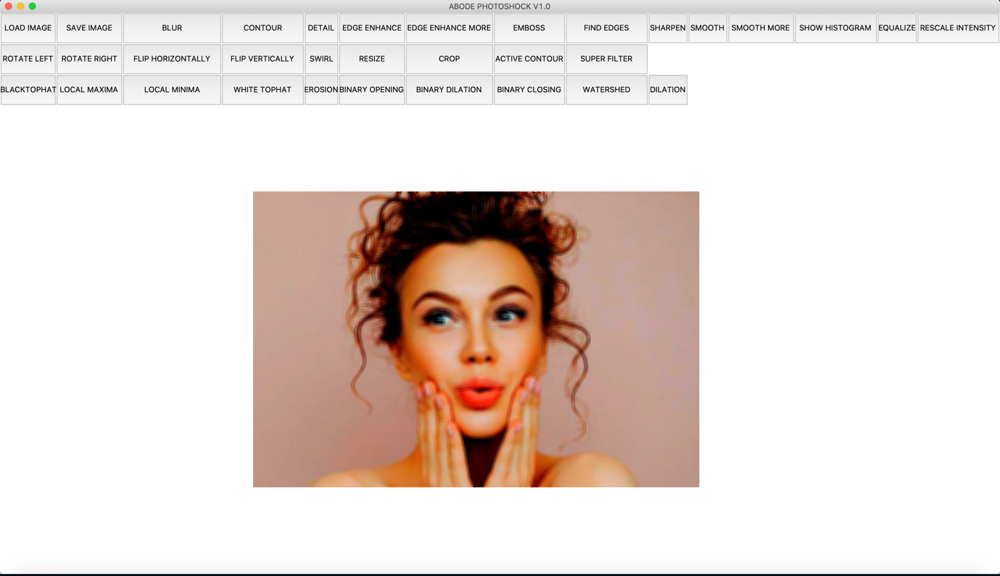 ABODE PHOTOSHOCK V1.0
LOAD IMAGE SAVE IMAGE BLUR CONTOUR DETAIL EDGE ENHANCE EDGE ENHANCE MORE EMBOSS FIND EDGES SHARPEN SMOOTH SMOOTH MORE SHOW HISTOGRAM EQUALIZE RESCALE INTENSITY
ROTATE LEFT ROTATE RIGHT FLIP HORIZONTALLY FLIP VERTICALLY SWIRL RESIZE CROP ACTIVE CONTOUR SUPER FILTER
BLACKTOPHAT LOCAL MAXIMA LOCAL MINIMA WHITE TOPHAT EROSION BINARY OPENING BINARY DILATION BINARY CLOSING WATERSHED DILATION